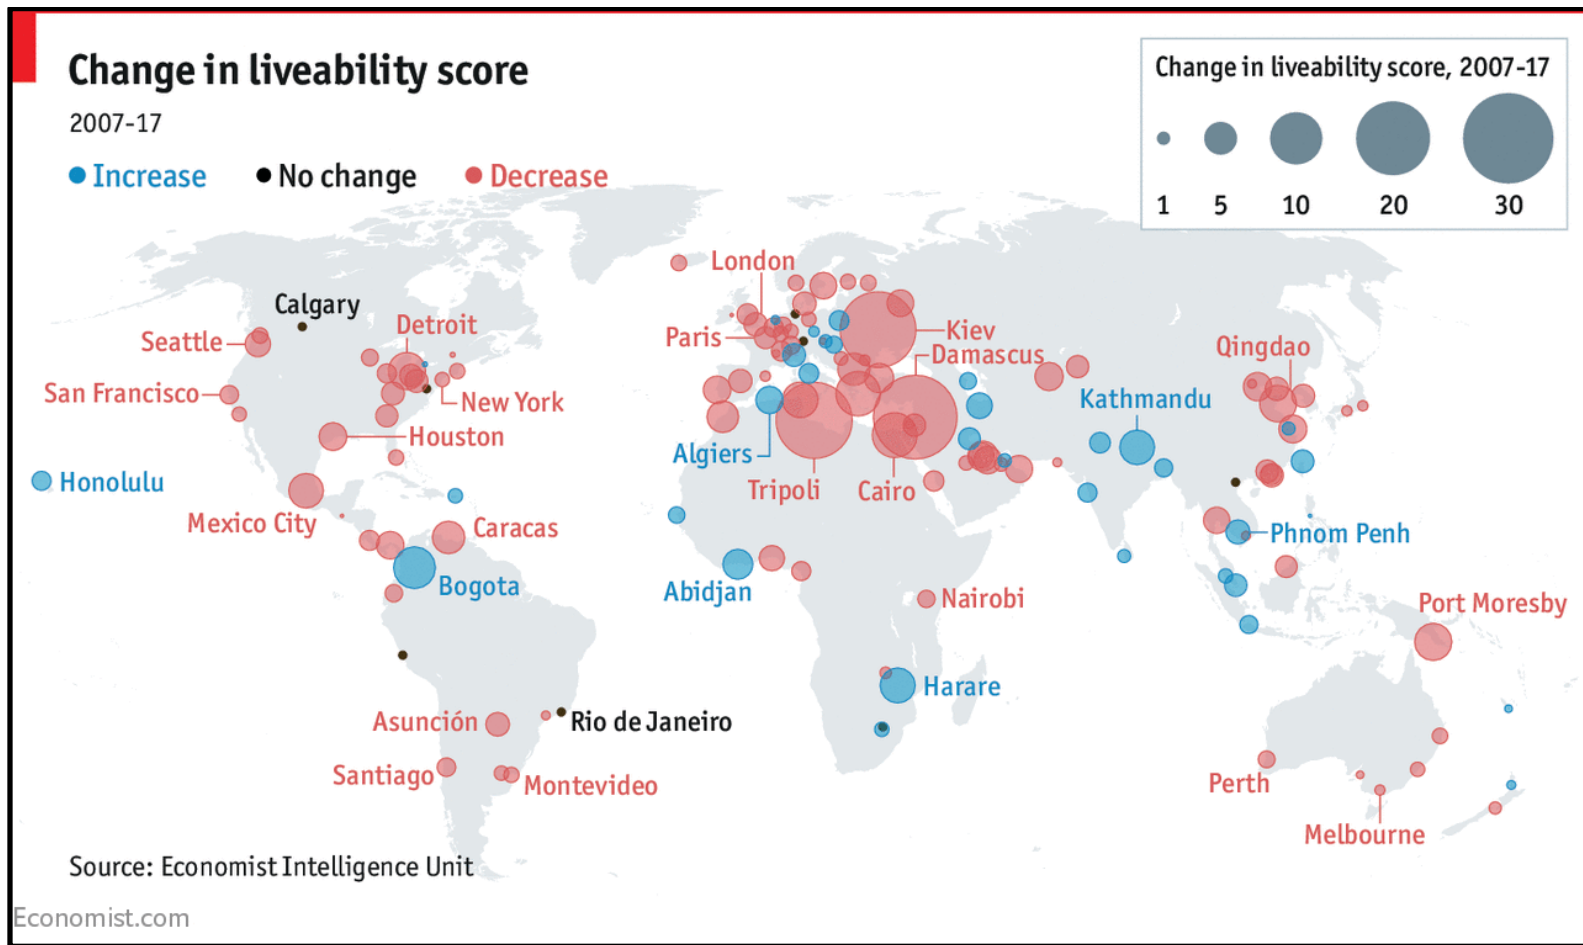 Change in liveability score
2007-17
Increase
No change
Decrease
Change in liveability score, 2007-17
1 5 10 20 30
London
Calgary
Detroit
Seattle
Paris
Kiev
Damascus
Qingdao
San Francisco
New York
Kathmandu
Houston
Algiers
Honolulu
Tripoli
Cairo
Mexico City
Caracas
Phnom Penh
Bogota
Abidjan
Nairobi
Port Moresby
Harare
Asunción
Rio de Janeiro
Santiago
Montevideo
Perth
Melbourne
Source: Economist Intelligence Unit
Economist.com